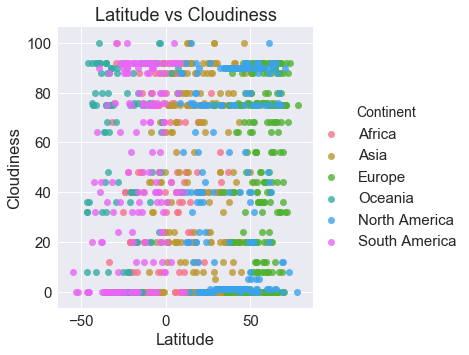 Latitude vs Cloudiness
100
80
60
40
20
0
Cloudiness
−50
0
50
Latitude
Continent
Africa
Asia
Europe
Oceania
North America
South America